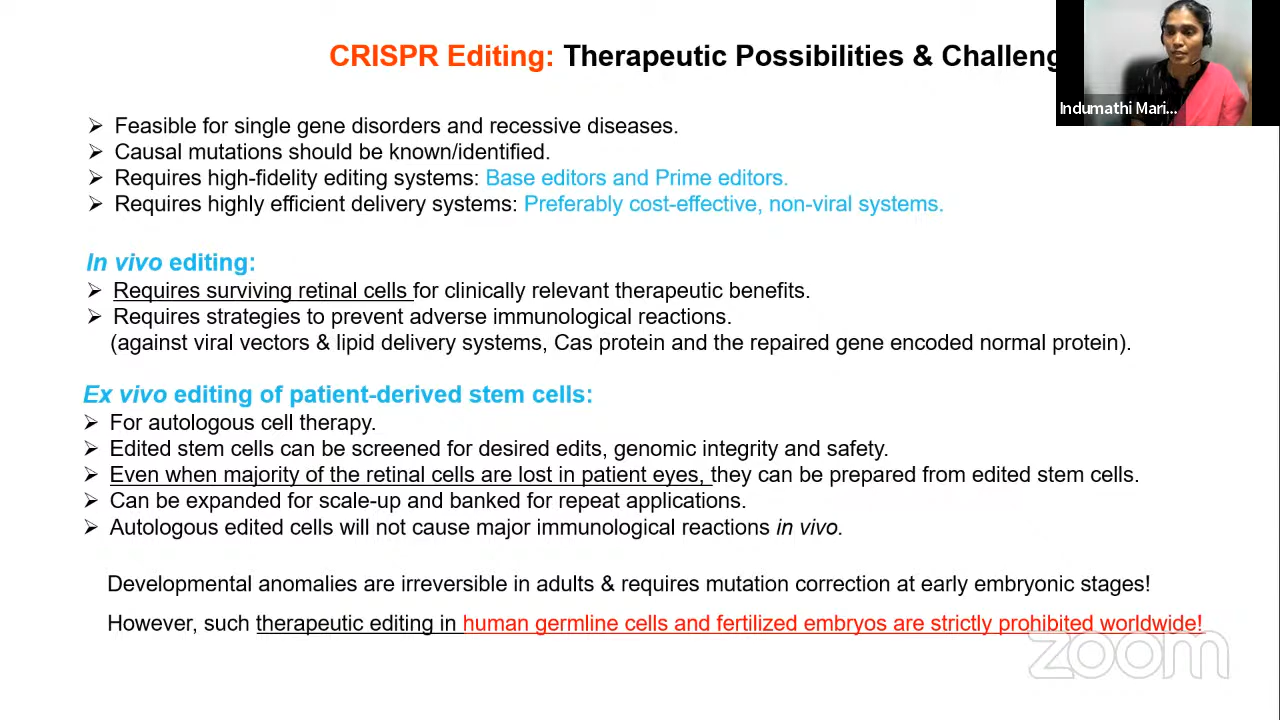 CRISPR Editing: Therapeutic Possibilities & Challeng
Indumathi Mari...
➢ Feasible for single gene disorders and recessive diseases.
➢ Causal mutations should be known/identified.
➢ Requires high-fidelity editing systems: Base editors and Prime editors.
➢ Requires highly efficient delivery systems: Preferably cost-effective, non-viral systems.
In vivo editing:
➢ Requires surviving retinal cells for clinically relevant therapeutic benefits.
➢ Requires strategies to prevent adverse immunological reactions.
(against viral vectors & lipid delivery systems, Cas protein and the repaired gene encoded normal protein).
Ex vivo editing of patient-derived stem cells:
➢ For autologous cell therapy.
➢ Edited stem cells can be screened for desired edits, genomic integrity and safety.
➢ Even when majority of the retinal cells are lost in patient eyes, they can be prepared from edited stem cells.
➢ Can be expanded for scale-up and banked for repeat applications.
➢ Autologous edited cells will not cause major immunological reactions in vivo.
Developmental anomalies are irreversible in adults & requires mutation correction at early embryonic stages!
However, such therapeutic editing in human germline cells and fertilized embryos are strictly prohibited worldwide!
zoom